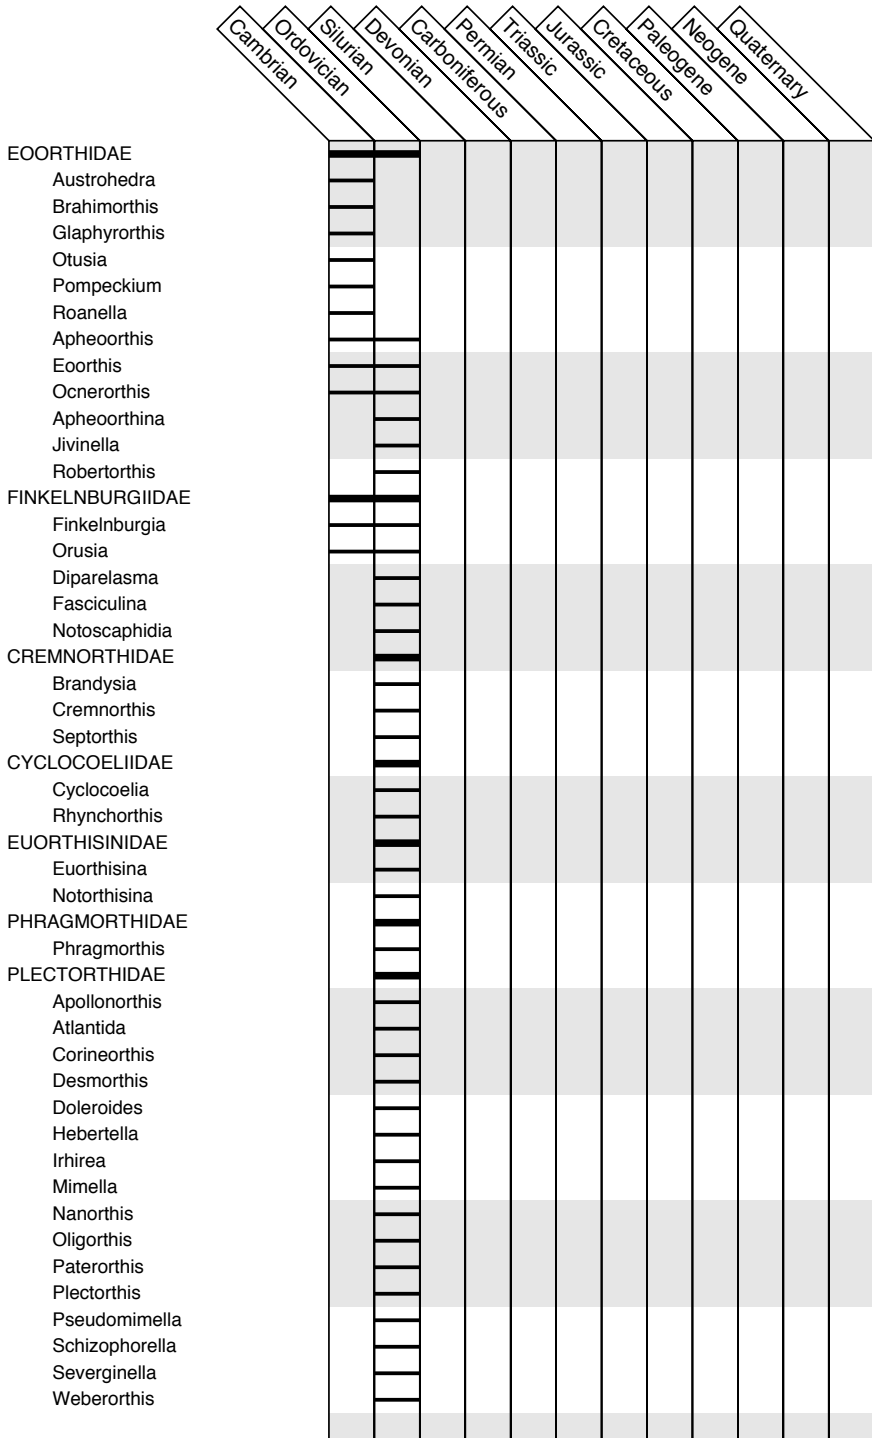 Cambrian
Ordovician
Silurian
Devonian
Carboniferous
Permian
Triassic
Jurassic
Cretaceous
Paleogene
Neogene
Quaternary
EOORTHIDAE
Austrohedra
Brahimorthis
Glaphyrorthis
Otusia
Pompeckium
Roanella
Apheoorthis
Eoorthis
Ocnerorthis
Apheoorthina
Jivinella
Robertorthis
FINKELNBURGIIDAE
Finkelnburgia
Orusia
Diparelasma
Fasciculina
Notoscaphidia
CREMNORTHIDAE
Brandysia
Cremnorthis
Septorthis
CYCLOCOELIIDAE
Cyclocoelia
Rhynchorthis
EUORTHISINIDAE
Euorthisina
Notorthisina
PHRAGMORTHIDAE
Phragmorthis
PLECTORTHIDAE
Apollonorthis
Atlantida
Corineorthis
Desmorthis
Doleroides
Hebertella
Irhirea
Mimella
Nanorthis
Oligorthis
Paterorthis
Plectorthis
Pseudomimella
Schizophorella
Severginella
Weberorthis